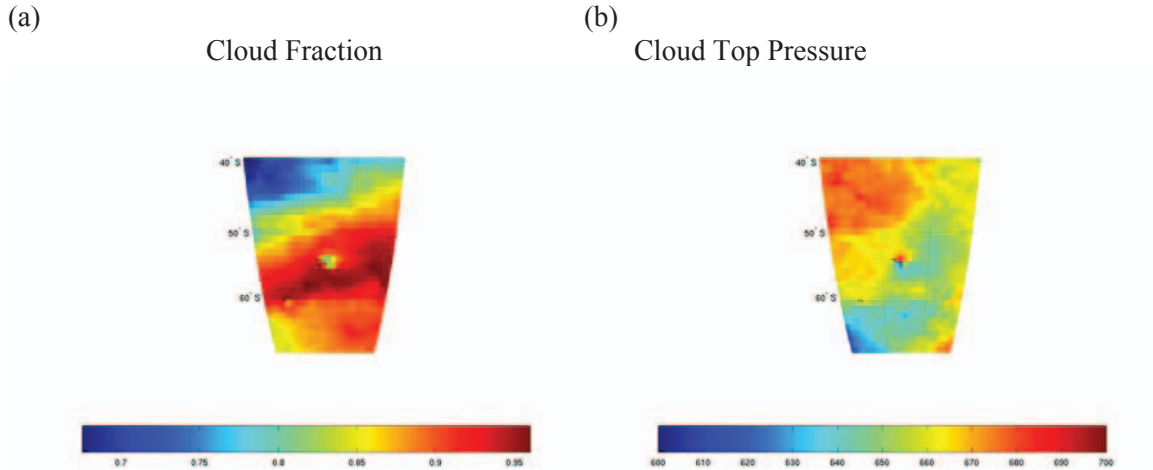 (a)
Cloud Fraction
40° S
50° S
60° S
0.7 0.75 0.8 0.85 0.9 0.95
(b)
Cloud Top Pressure
40° S
50° S
60° S
600 610 620 630 640 650 660 670 680 690 700